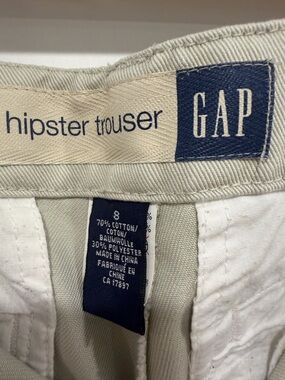 hipster trouser
GAP
8
70% COTTON/
COTON/
BAUMWOLLE
30% POLYESTER
MADE IN CHINA
FABRIQUÉ EN
CHINE
CA 17897